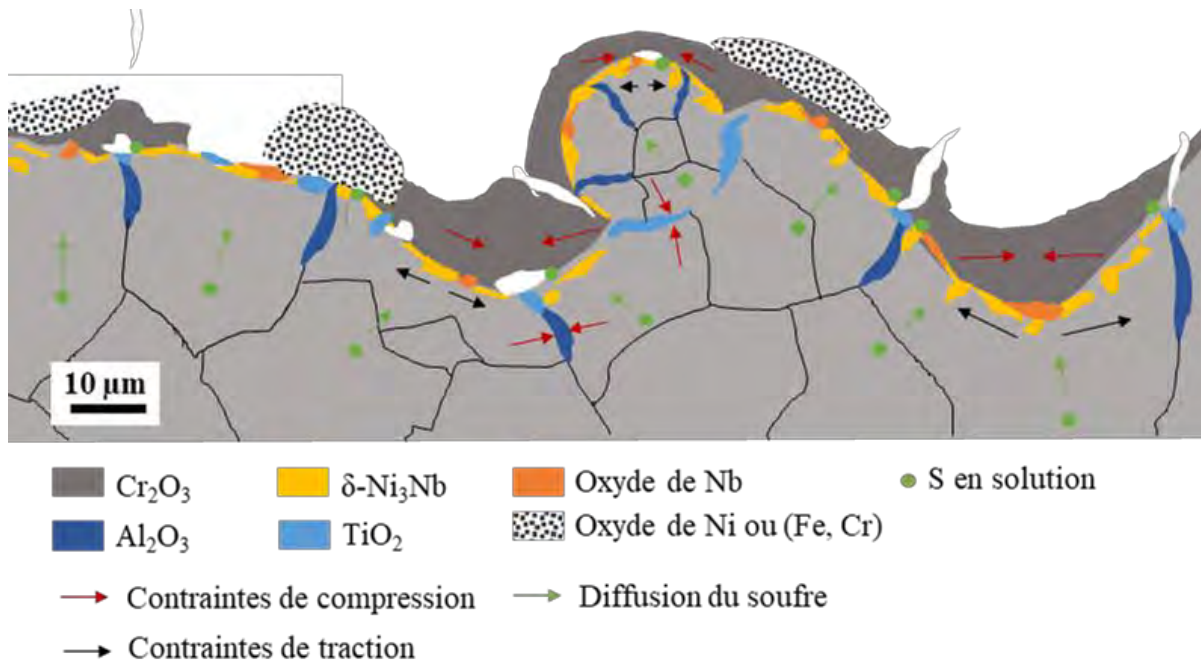 10 µm
Cr₂O₃
δ-Ni₃Nb
Oxyde de Nb
S en solution
Al₂O₃
TiO₂
Oxyde de Ni ou (Fe, Cr)
Contraintes de compression
Diffusion du soufre
Contraintes de traction